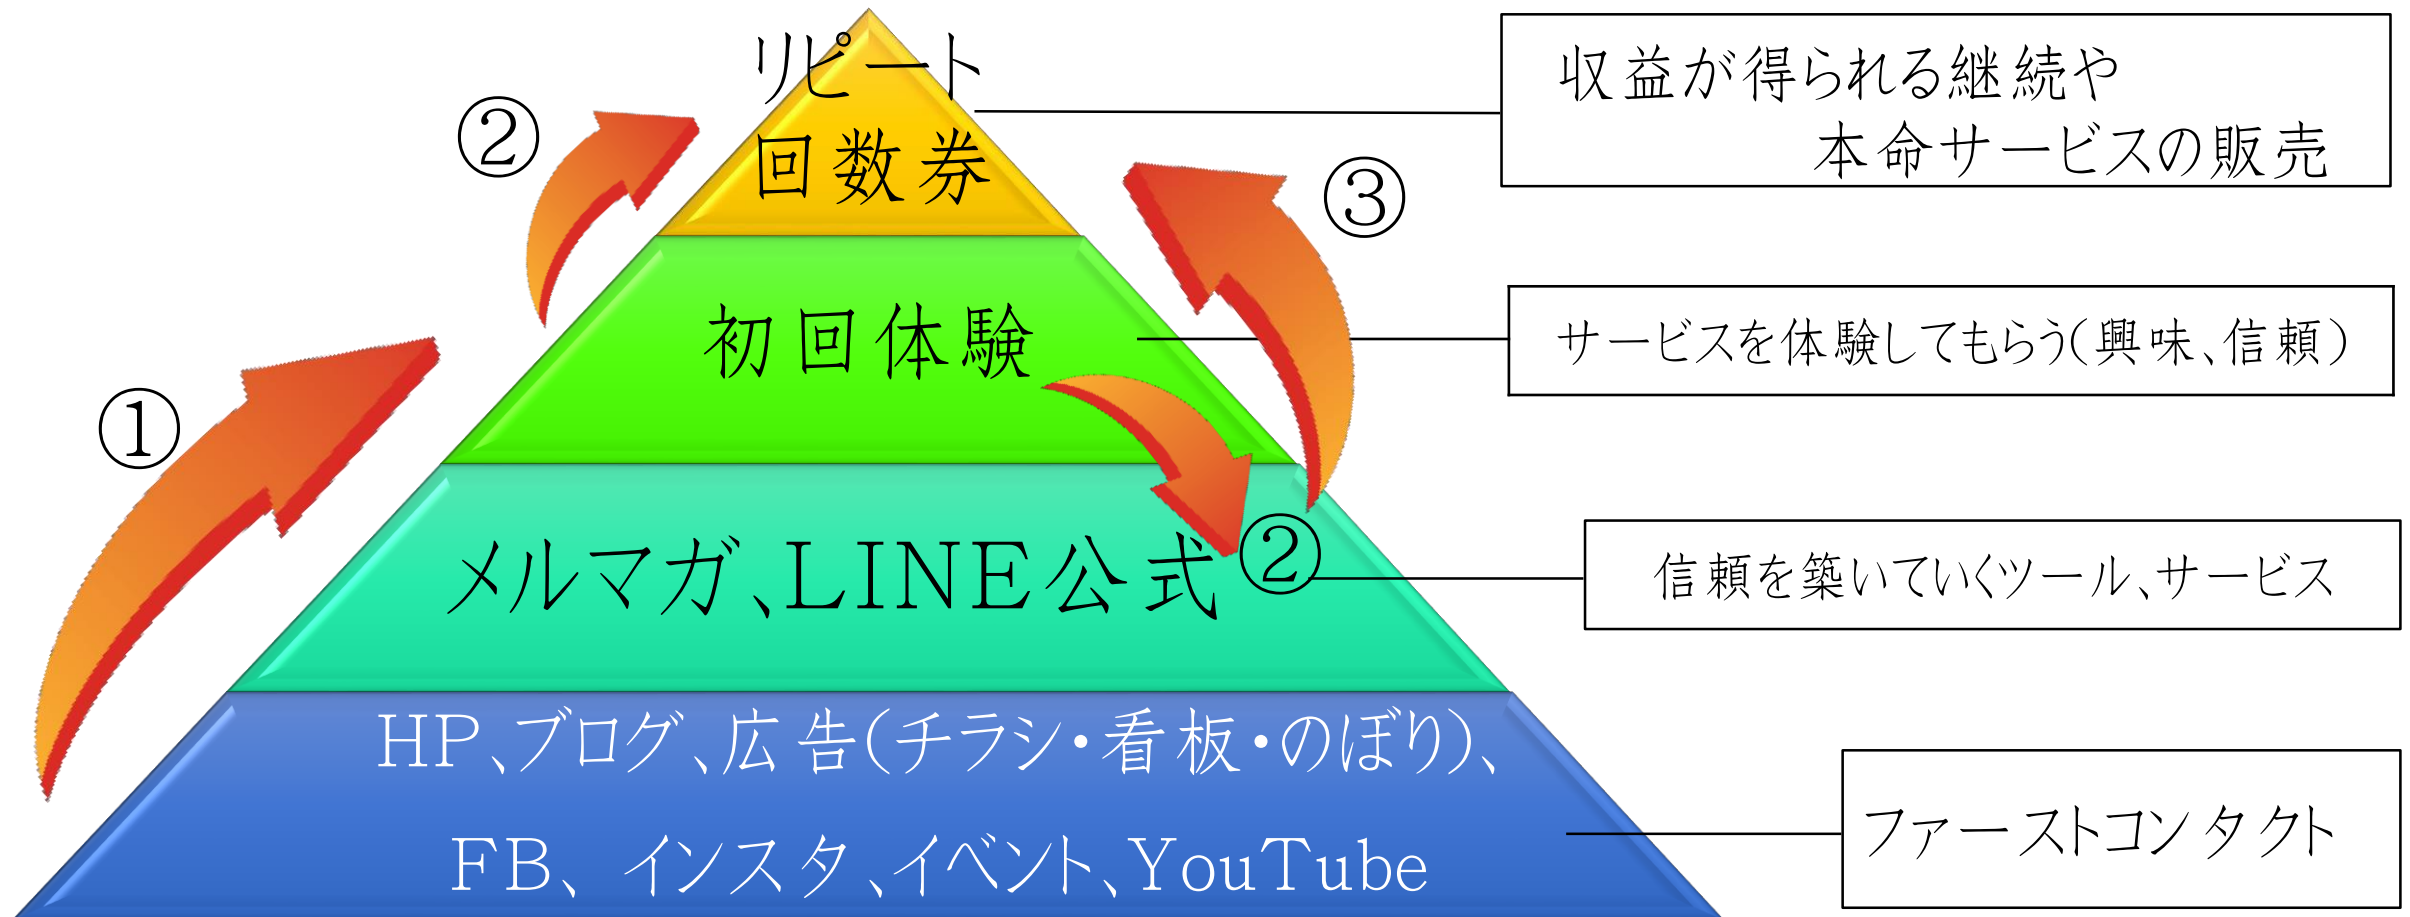 リピート
回数券
収益が得られる継続や
本命サービスの販売
②
③
初回体験
サービスを体験してもらう(興味、信頼)
①
メルマガ、LINE公式
②
信頼を築いていくツール、サービス
HP、ブログ、広告(チラシ・看板・のぼり)、
FB、インスタ、イベント、YouTube
ファーストコンタクト